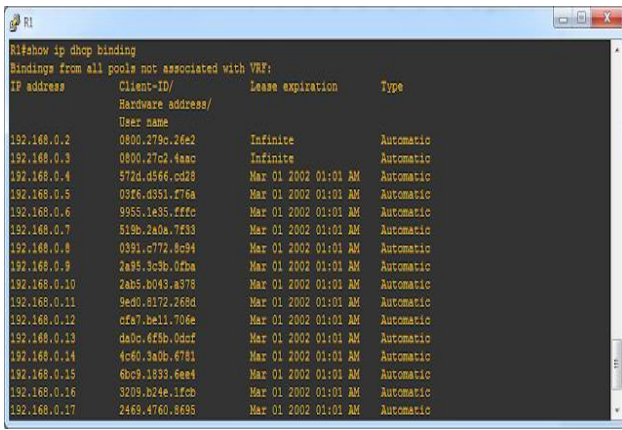 R1
R1#show ip dhcp binding
Bindings from all pools not associated with VRF:
IP address Client-ID/ Lease expiration Type
Hardware address/
User name
192.168.0.2 0800.279c.26e2 Infinite Automatic
192.168.0.3 0800.27c2.4aac Infinite Automatic
192.168.0.4 572d.d566.cd28 Mar 01 2002 01:01 AM Automatic
192.168.0.5 03f6.d351.f76a Mar 01 2002 01:01 AM Automatic
192.168.0.6 9955.1e35.fffc Mar 01 2002 01:01 AM Automatic
192.168.0.7 519b.2a0a.7f33 Mar 01 2002 01:01 AM Automatic
192.168.0.8 0391.c772.8c94 Mar 01 2002 01:01 AM Automatic
192.168.0.9 2a95.3c3b.0fba Mar 01 2002 01:01 AM Automatic
192.168.0.10 2ab5.b043.a378 Mar 01 2002 01:01 AM Automatic
192.168.0.11 9ed0.8172.268d Mar 01 2002 01:01 AM Automatic
192.168.0.12 cfa7.be11.706e Mar 01 2002 01:01 AM Automatic
192.168.0.13 da0c.6f5b.0dcf Mar 01 2002 01:01 AM Automatic
192.168.0.14 4c60.3a0b.6781 Mar 01 2002 01:01 AM Automatic
192.168.0.15 6bc9.1833.6ee4 Mar 01 2002 01:01 AM Automatic
192.168.0.16 3209.b24e.1fcb Mar 01 2002 01:01 AM Automatic
192.168.0.17 2469.4760.8695 Mar 01 2002 01:01 AM Automatic